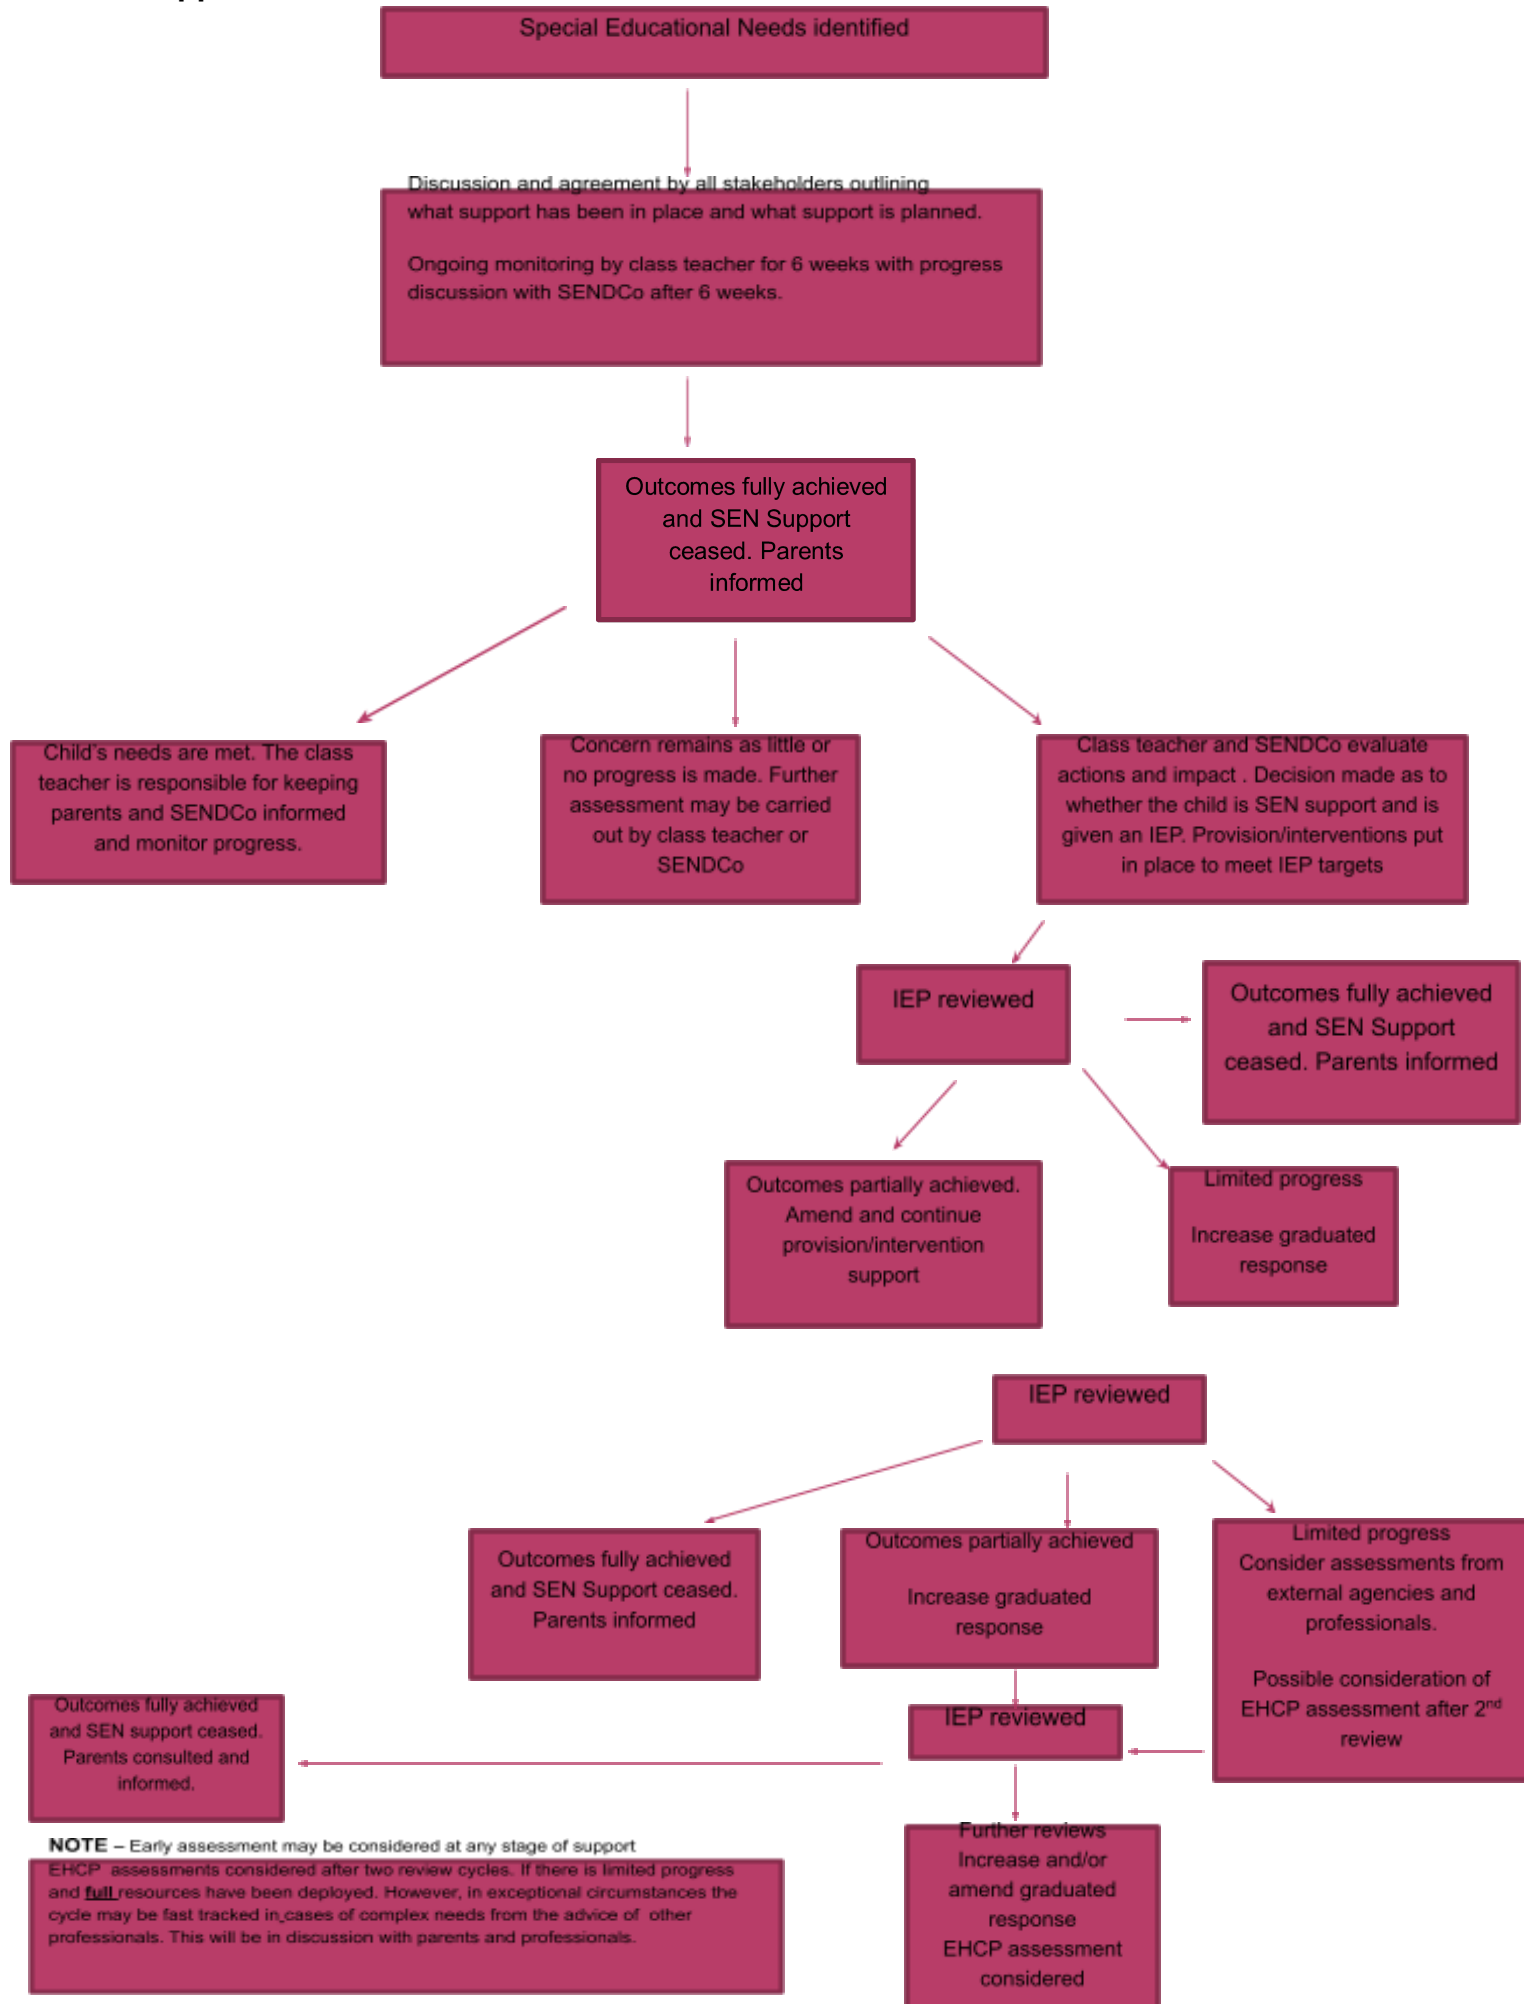 Special Educational Needs identified
Discussion and agreement by all stakeholders outlining
what support has been in place and what support is planned.
Ongoing monitoring by class teacher for 6 weeks with progress
discussion with SENDCo after 6 weeks.
Outcomes fully achieved
and SEN Support
ceased. Parents
informed
Child's needs are met. The class
teacher is responsible for keeping
parents and SENDCo informed
and monitor progress.
Concern remains as little or
no progress is made. Further
assessment may be carried
out by class teacher or
SENDCo
Class teacher and SENDCo evaluate
actions and impact . Decision made as to
whether the child is SEN support and is
given an IEP. Provision/interventions put
in place to meet IEP targets
IEP reviewed
Outcomes fully achieved
and SEN Support
ceased. Parents informed
Outcomes partially achieved.
Amend and continue
provision/intervention
support
Limited progress
Increase graduated
response
IEP reviewed
Outcomes fully achieved
and SEN Support ceased.
Parents informed
Outcomes partially achieved
Increase graduated
response
Limited progress
Consider assessments from
external agencies and
professionals.
Possible consideration of
EHCP assessment after 2nd
review
IEP reviewed
Outcomes fully achieved
and SEN support ceased.
Parents consulted and
informed.
Further reviews
Increase and/or
amend graduated
response
EHCP assessment
considered
NOTE – Early assessment may be considered at any stage of support
EHCP assessments considered after two review cycles. If there is limited progress
and full resources have been deployed. However, in exceptional circumstances the
cycle may be fast tracked in cases of complex needs from the advice of other
professionals. This will be in discussion with parents and professionals.